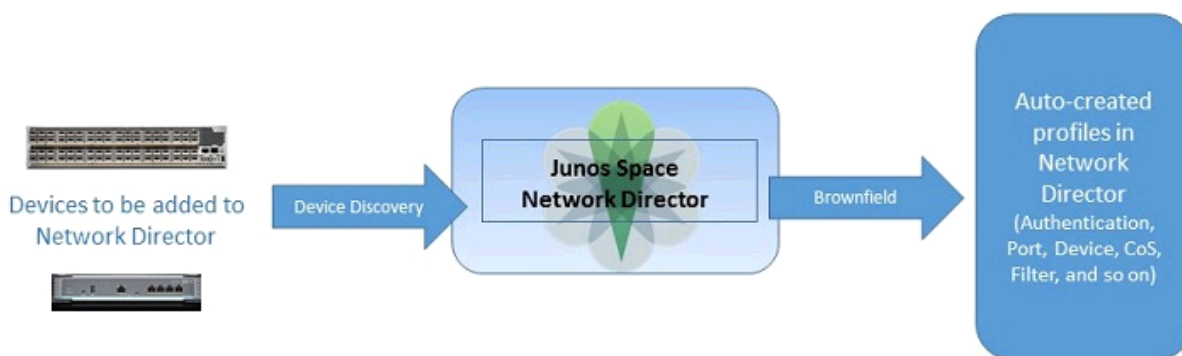 Devices to be added to
Network Director
Device Discovery
Junos Space
Network Director
Brownfield
Auto-created
profiles in
Network
Director
(Authentication,
Port, Device, CoS,
Filter, and so on)